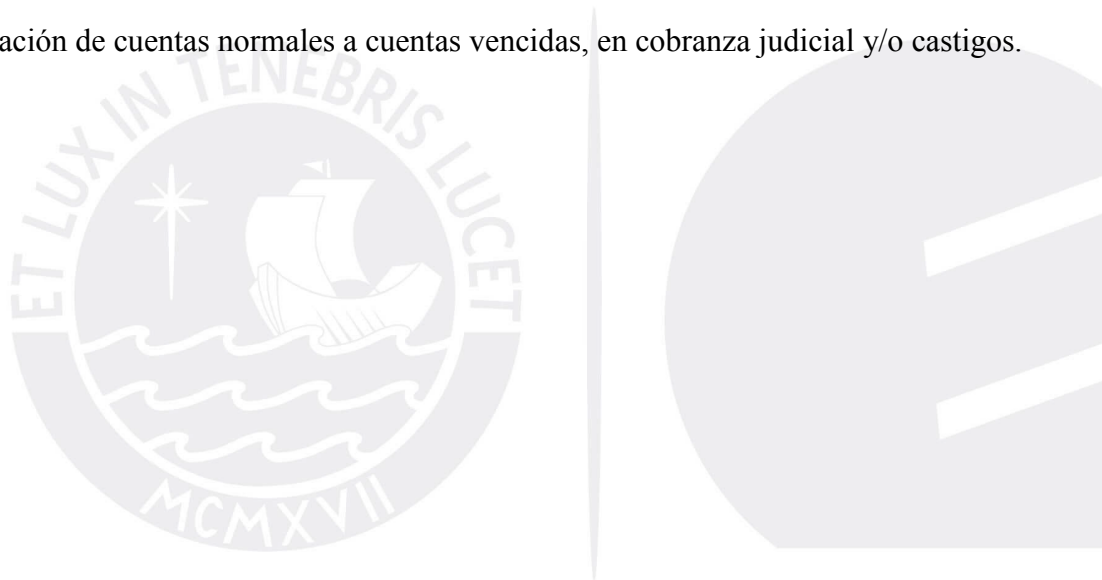 ación de cuentas normales a cuentas vencidas, en cobranza judicial y/o castigos.
ET LUX IN TENEBRIS LUCET
MCMXVII